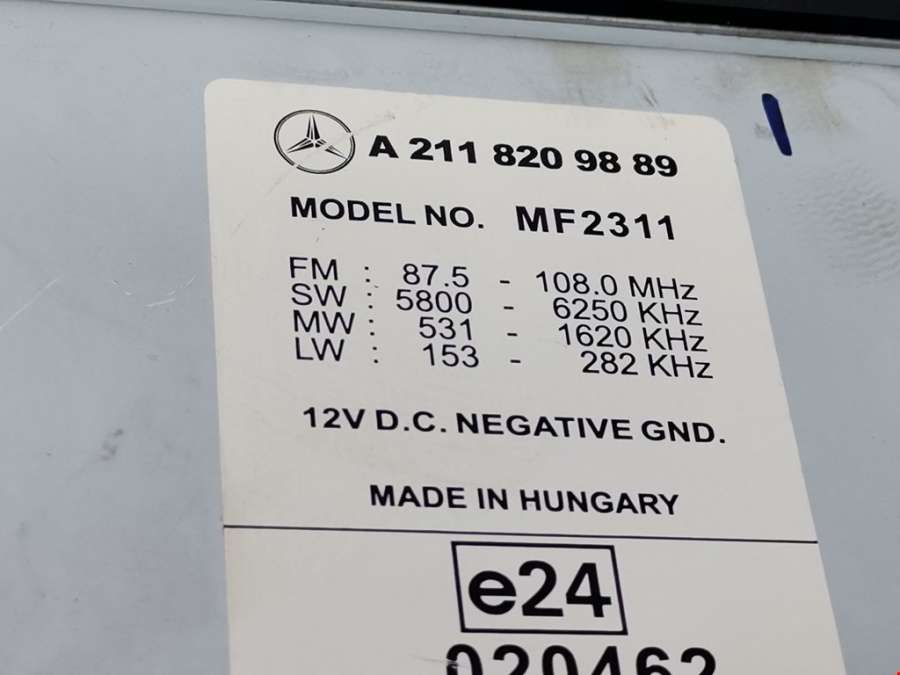 A 211 820 98 89
MODEL NO. MF2311
FM : 87.5 - 108.0 MHz
SW : 5800 - 6250 KHz
MW : 531 - 1620 KHz
LW : 153 - 282 KHz
12V D.C. NEGATIVE GND.
MADE IN HUNGARY
e24
020462